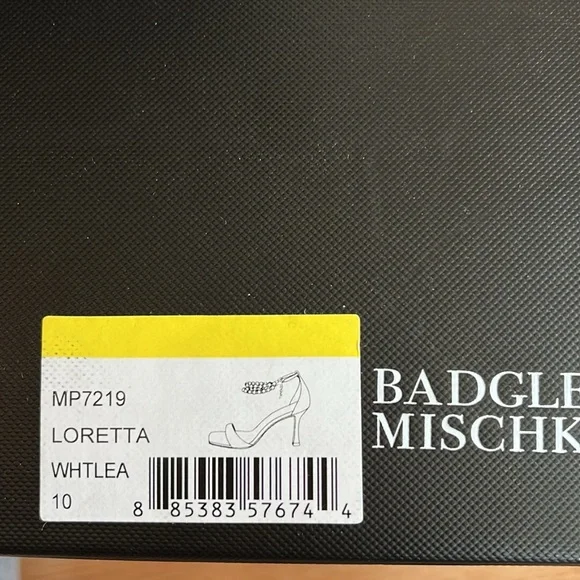 MP7219
LORETTA
WHTLEA
10
8 85383 57674 4
BADGLE
MISCHK